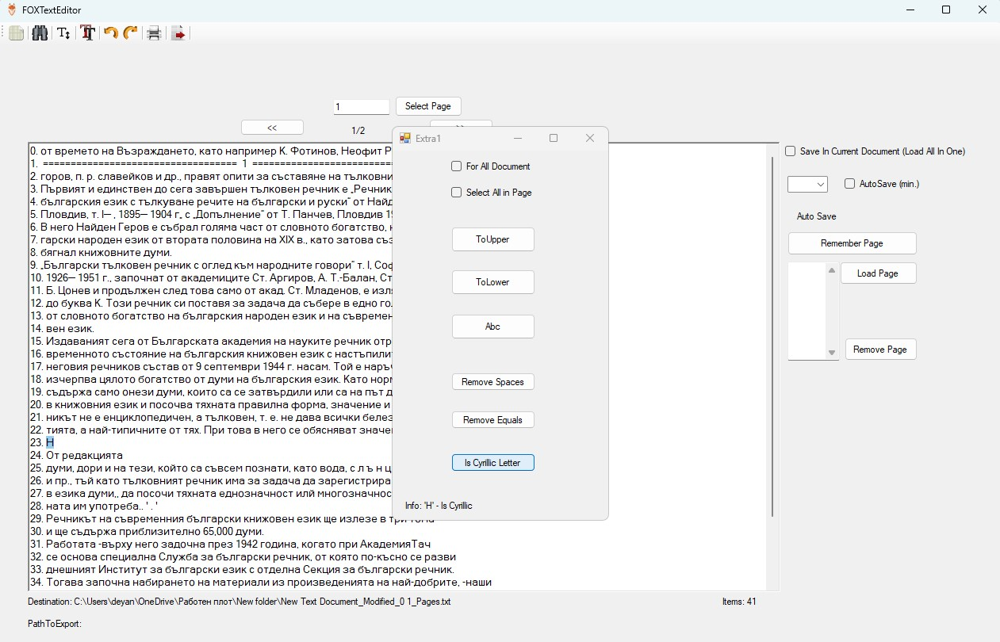 FOXTextEditor
1
Select Page
<<
1/2
>>
0. от времето на Възраждането, като например К. Фотинов, Неофит Р
1. =================================== 1 =========================
2. горов, п. р. славейков и др., правят опити за съставяне на тълковни
3. Първият и единствен до сега завършен тълковен речник е „Речник
4. българския език с тълкуване речите на български и руски" от Найд
5. Пловдив, т. I— , 1895— 1904 г„ с „Допълнение" от Т. Панчев, Пловдив 19
6. В него Найден Геров е събрал голяма част от словното богатство, н
7. гарски народен език от втората половина на XIX в., като затова със
8. бягнал книжовните думи.
9. „Български тълковен речник с оглед към народните говори" т. I, Соф
10. 1926— 1951 г., започнат от академиците Ст. Аргиров, А. Т.-Балан, Ст
11. Б. Цонев и продължен след това само от акад. Ст. Младенов, е изля
12. до буква К. Този речник си поставя за задача да събере в едно го
13. от словното богатство на българския народен език и на съвремен
14. вен език.
15. Издаваният сега от Българската академия на науките речник отр
16. временното състояние на българския книжовен език с настъпили
17. неговия речников състав от 9 септември 1944 г. насам. Той е наръч
18. изчерпва цялото богатство от думи на българския език. Като норм
19. съдържа само онези думи, които са се затвърдили или са на път д
20. в книжовния език и посочва тяхната правилна форма, значение и
21. никът не е енциклопедичен, а тълковен, т. е. не дава всички белез
22. тията, а най-типичните от тях. При това в него се обясняват значе
23. Н
24. От редакцията
25. думи, дори и на тези, който са съвсем познати, като вода, с л ъ н ц
26. и пр., тъй като тълковният речник има за задача да зарегистрира
27. в езика думи,, да посочи тяхната еднозначност илй многозначнос
28. ната им употреба.. ' . '
29. Речникът на съвременния български книжовен език ще излезе в три тома
30. и ще съдържа приблизително 65,000 думи.
31. Работата -върху него задочна през 1942 година, когато при АкадемияТач
32. се основа специална Служба за български речник, от която по-късно се разви
33. днешният Институт за български език с отделна Секция за български речник.
34. Тогава започна набирането на материали из произведенията на най-добрите, -наши
Extra1
For All Document
Select All in Page
ToUpper
ToLower
Abc
Remove Spaces
Remove Equals
Is Cyrillic Letter
Info: 'Н' - Is Cyrillic
Save In Current Document (Load All In One)
AutoSave (min.)
Auto Save
Remember Page
Load Page
Remove Page
Destination: C:\Users\deyan\OneDrive\Работен плот\New folder\New Text Document_Modified_0 1_Pages.txt
Items: 41
PathToExport: